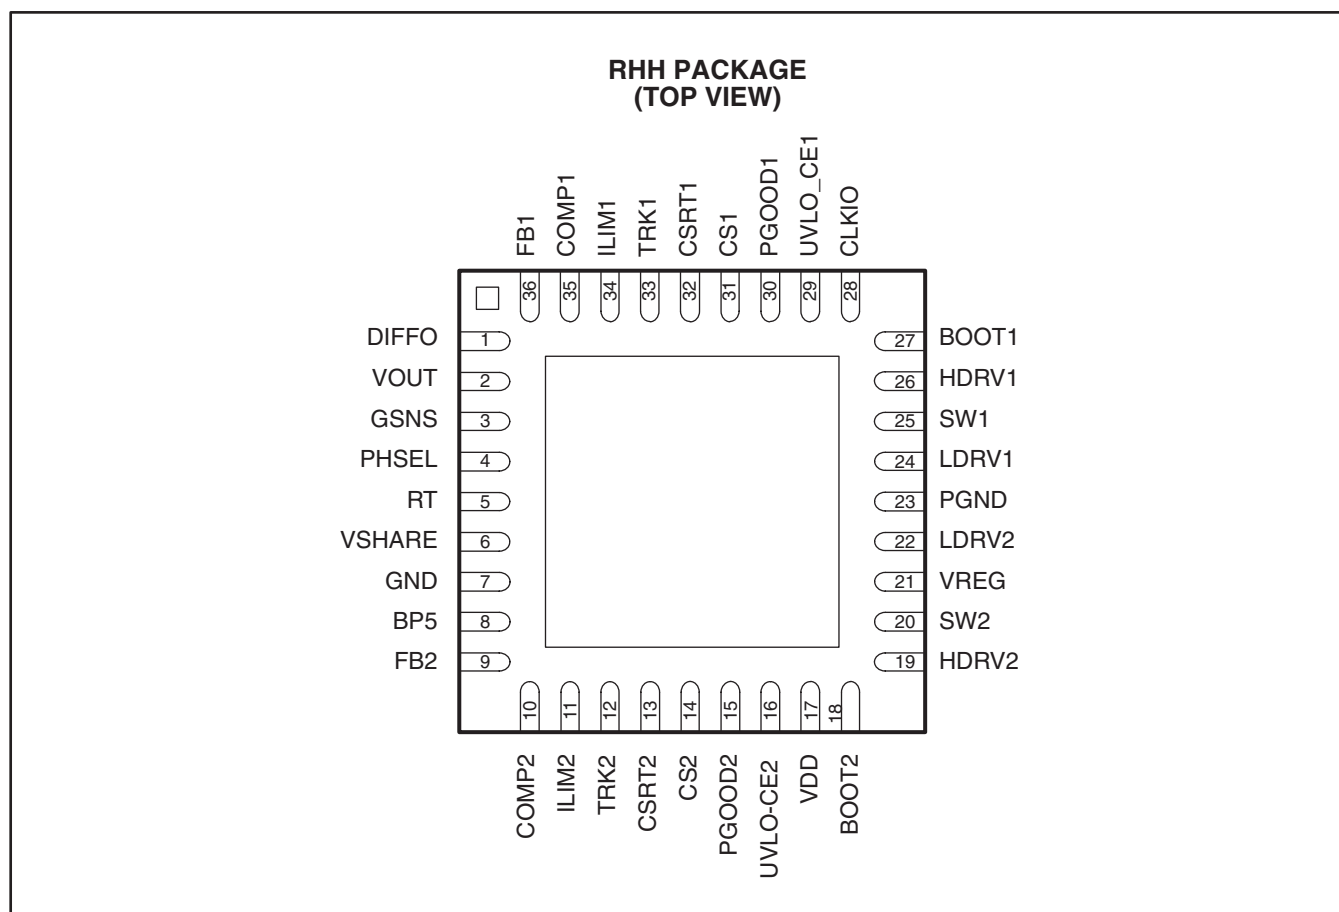 RHH PACKAGE
(TOP VIEW)
FB1
COMP1
ILIM1
TRK1
CSRT1
CS1
PGOOD1
UVLO_CE1
CLKIO
36
35
34
33
32
31
30
29
28
DIFFO 1
VOUT 2
GSNS 3
PHSEL 4
RT 5
VSHARE 6
GND 7
BP5 8
FB2 9
27 BOOT1
26 HDRV1
25 SW1
24 LDRV1
23 PGND
22 LDRV2
21 VREG
20 SW2
19 HDRV2
10
11
12
13
14
15
16
17
18
COMP2
ILIM2
TRK2
CSRT2
CS2
PGOOD2
UVLO-CE2
VDD
BOOT2